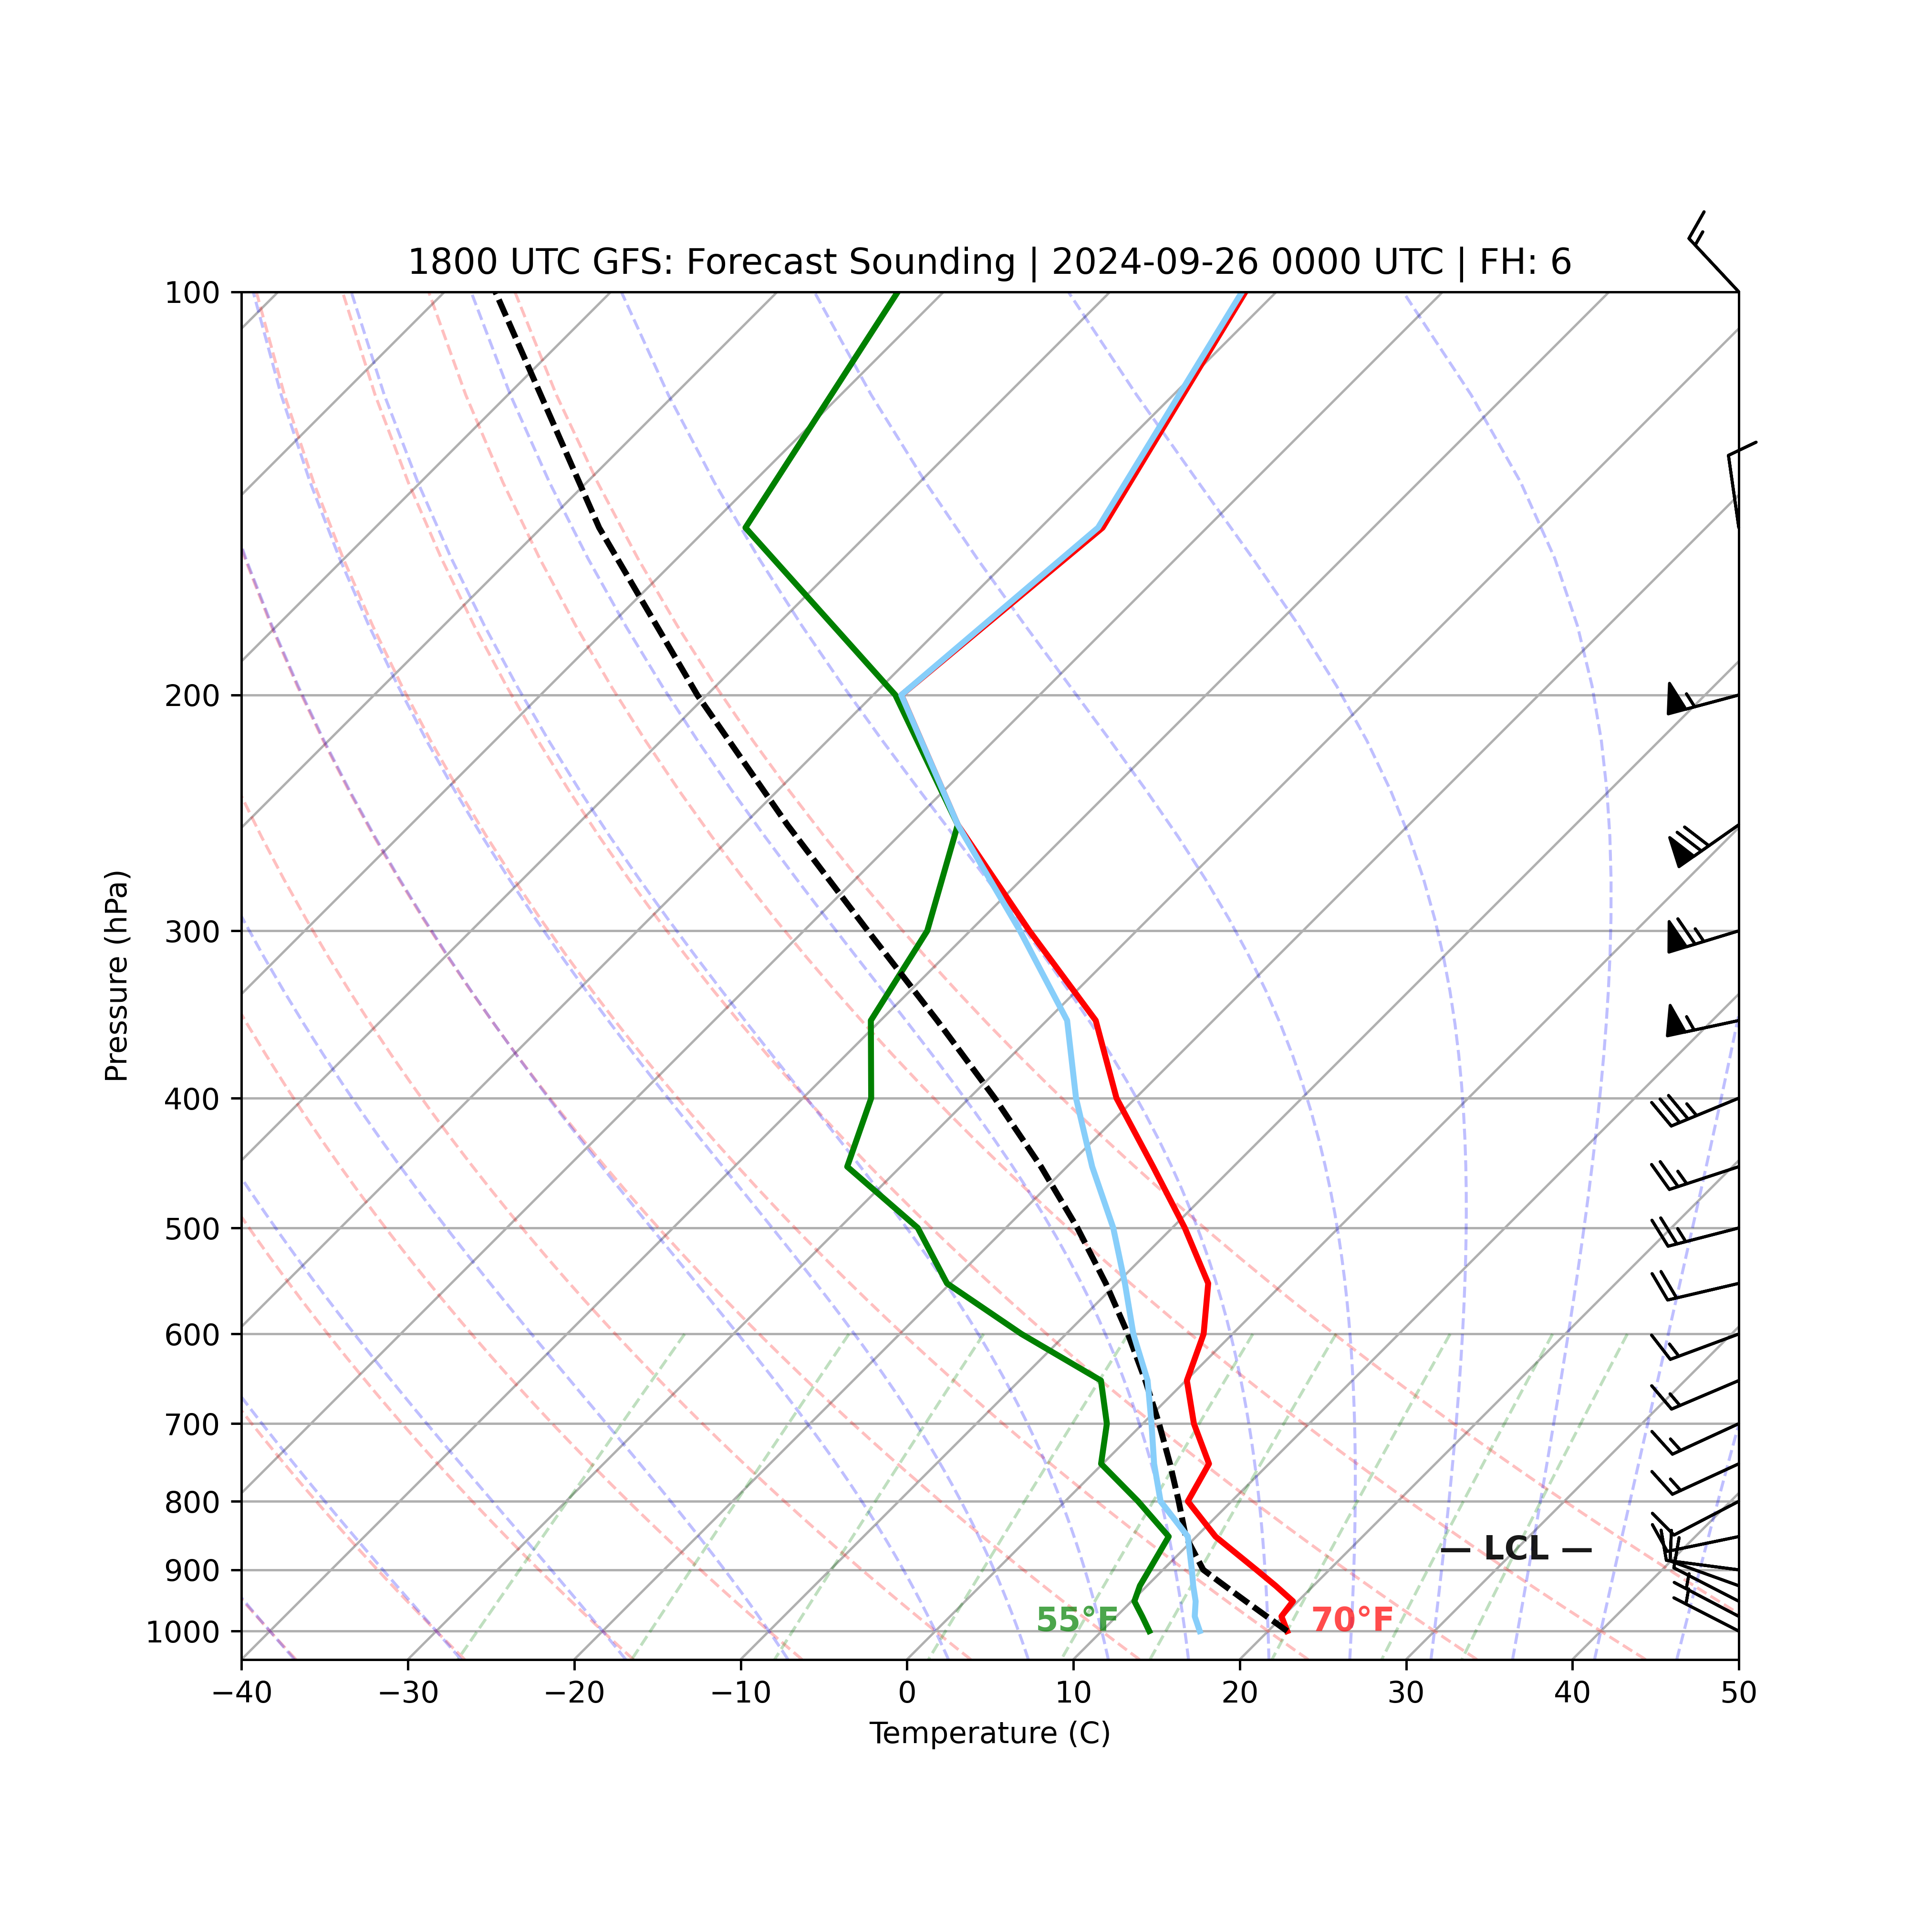 1800 UTC GFS: Forecast Sounding | 2024-09-26 0000 UTC | FH: 6
100
200
300
400
500
600
700
800
900
1000
Pressure (hPa)
— LCL —
55°F
70°F
−40 −30 −20 −10 0 10 20 30 40 50
Temperature (C)